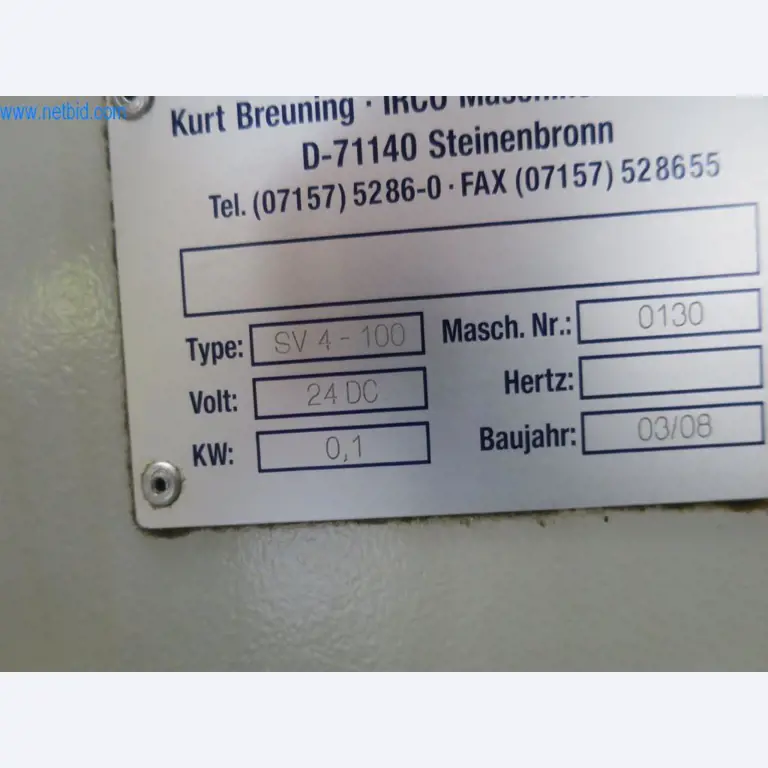 www.netbid.com
Kurt Breuning · IRCO
D-71140 Steinenbronn
Tel. (07157) 5286-0 · FAX (07157) 528655
Type: SV 4 - 100 Masch. Nr.: 0130
Volt: 24 DC Hertz:
KW: 0,1 Baujahr: 03/08